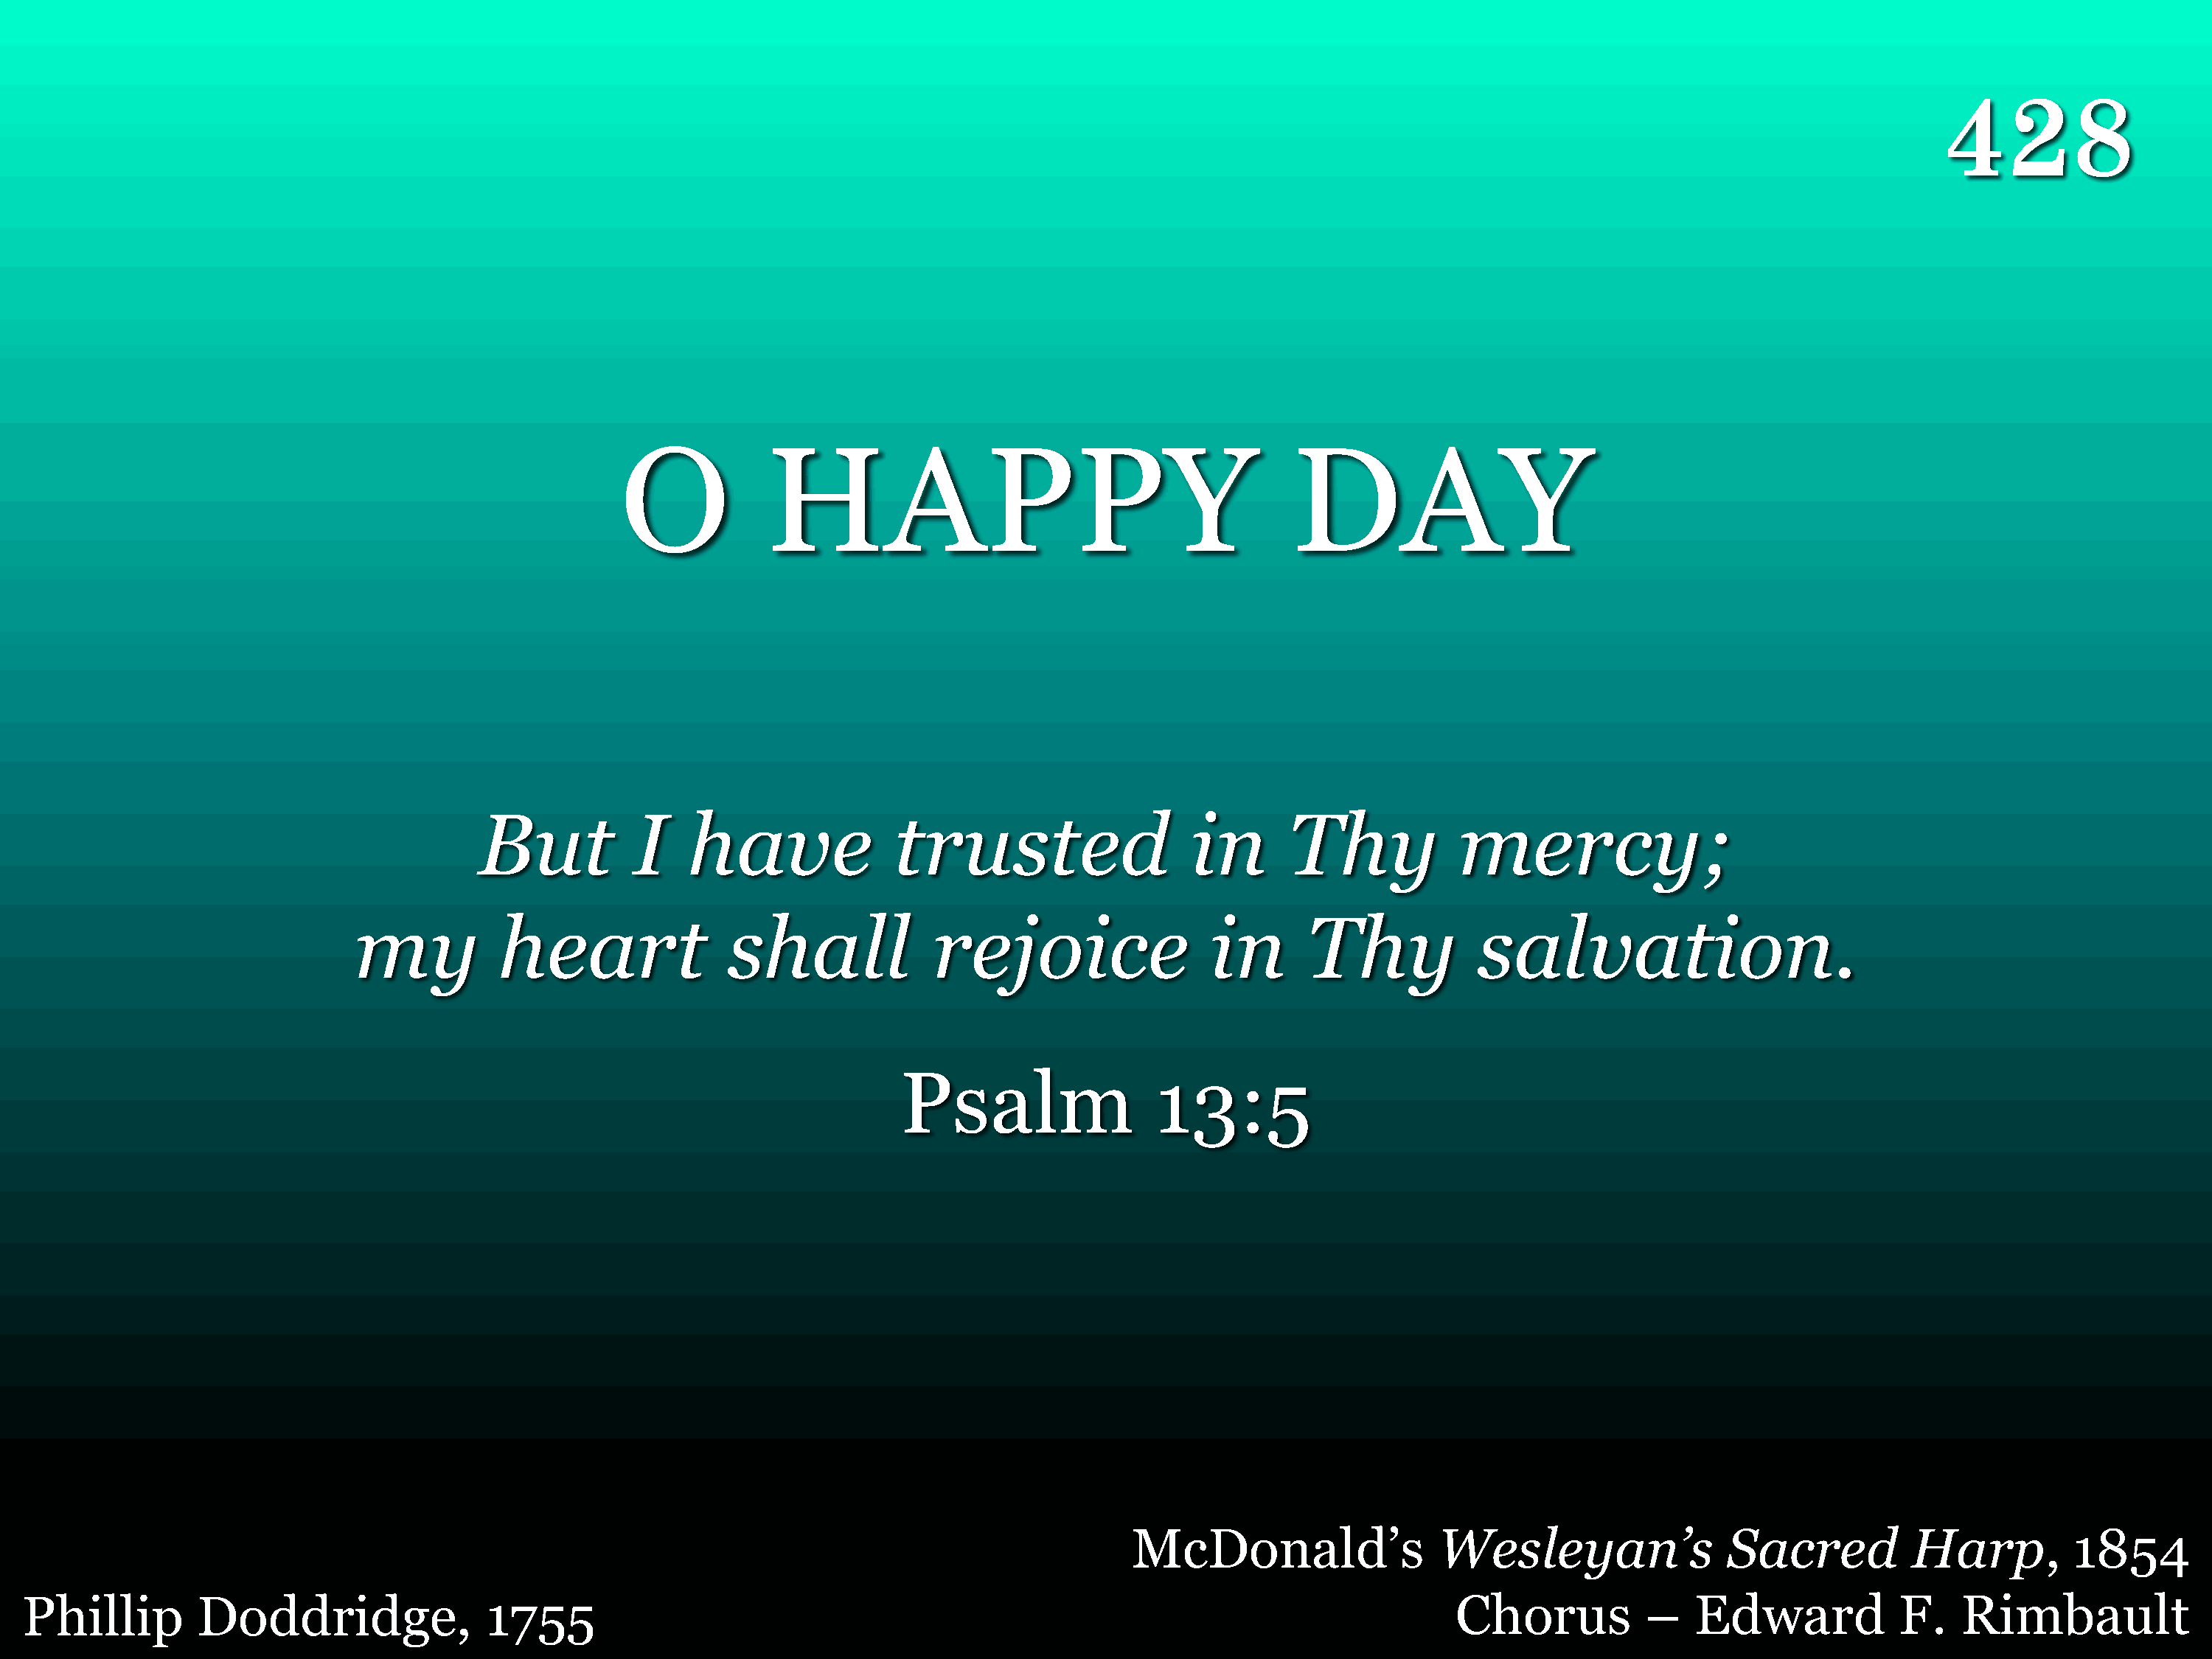 428
O HAPPY DAY
But I have trusted in Thy mercy;
my heart shall rejoice in Thy salvation.
Psalm 13:5
McDonald’s Wesleyan’s Sacred Harp, 1854
Phillip Doddridge, 1755
Chorus – Edward F. Rimbault